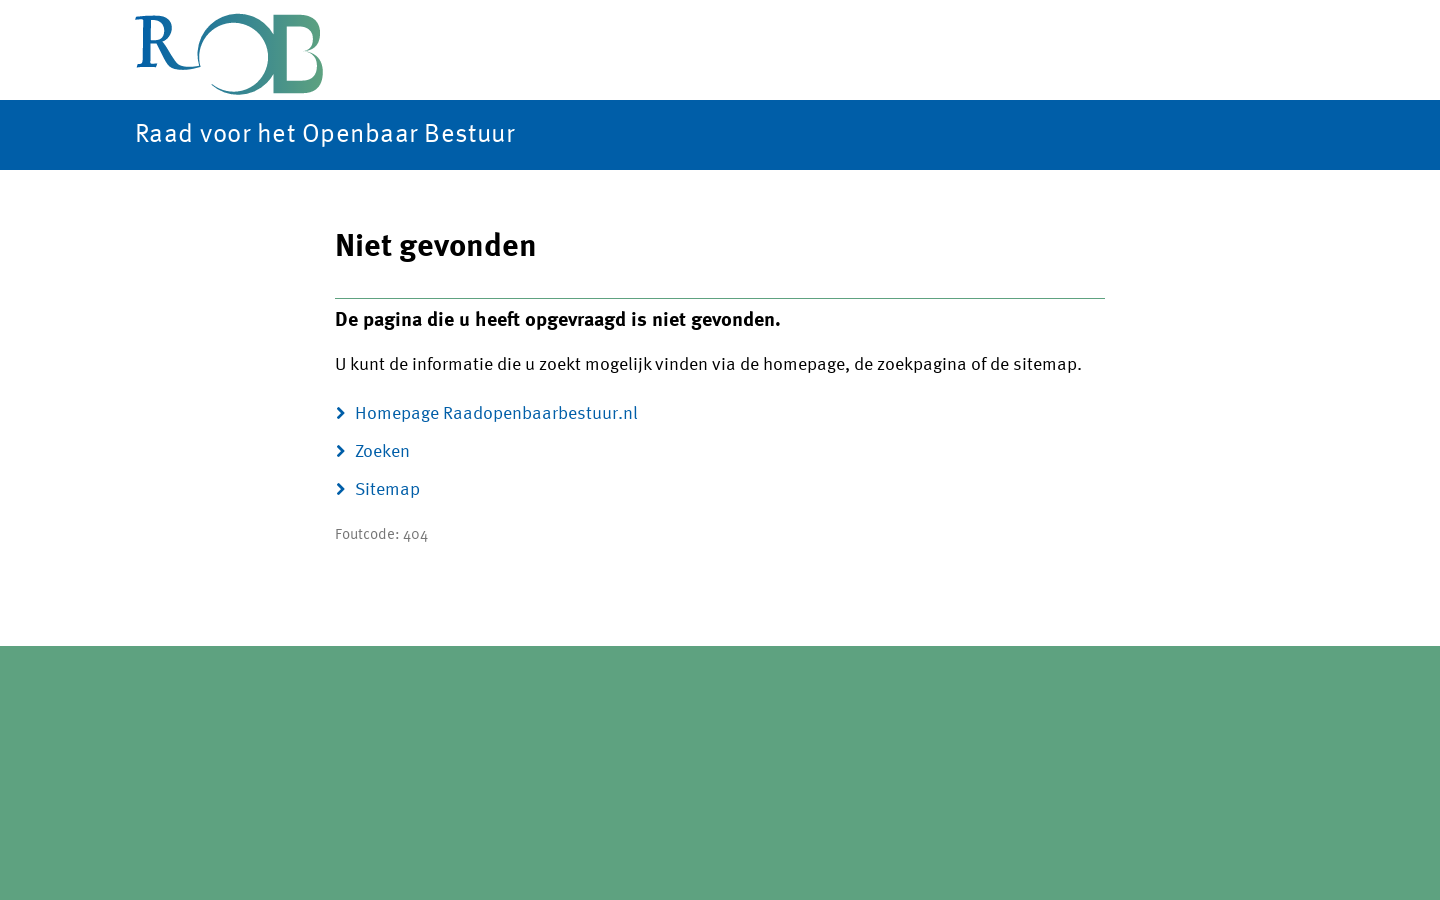 ROB
Raad voor het Openbaar Bestuur
Niet gevonden
De pagina die u heeft opgevraagd is niet gevonden.
U kunt de informatie die u zoekt mogelijk vinden via de homepage, de zoekpagina of de sitemap.
Homepage Raadopenbaarbestuur.nl
Zoeken
Sitemap
Foutcode: 404